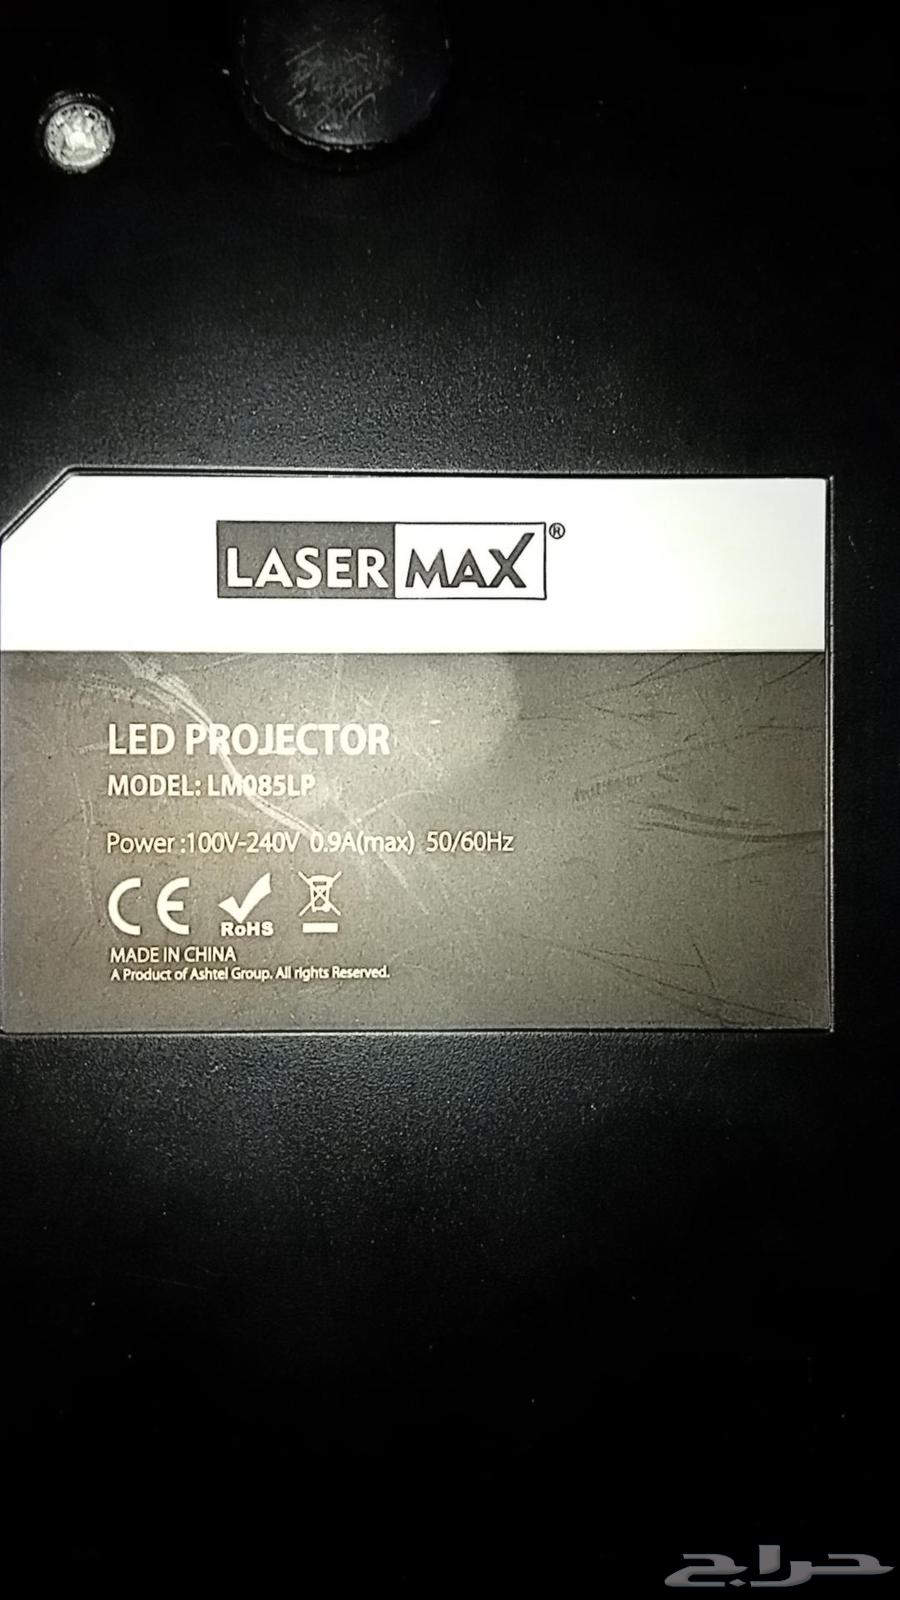 LASER MAX®
LED PROJECTOR
MODEL: LM085LP
Power :100V-240V 0.9A(max) 50/60Hz
CE RoHS
MADE IN CHINA
A Product of Ashtel Group. All rights Reserved.
حراج